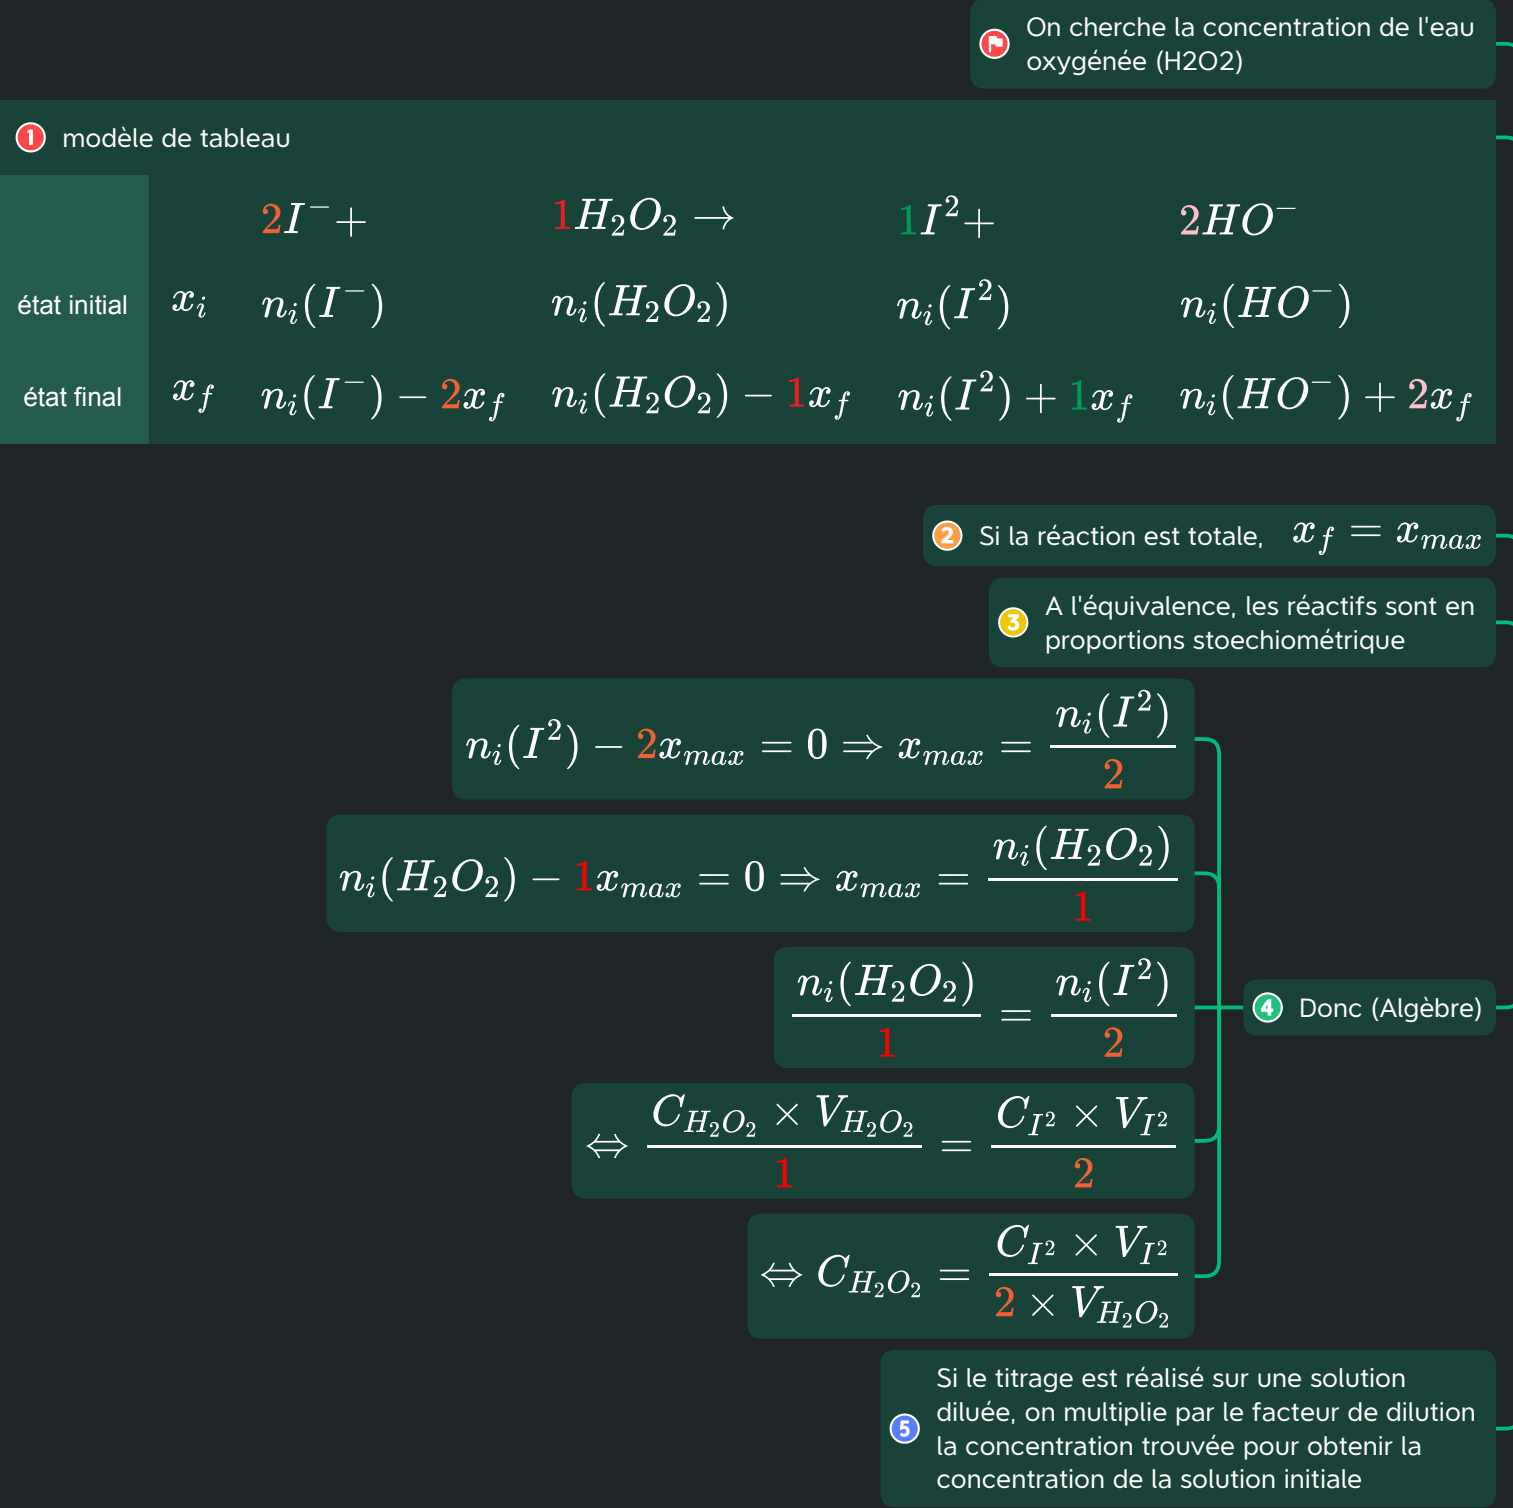 On cherche la concentration de l'eau
oxygénée (H2O2)
1 modèle de tableau
2I⁻+ 1H₂O₂ → 1I²+ 2HO⁻
état initial xᵢ nᵢ(I⁻) nᵢ(H₂O₂) nᵢ(I²) nᵢ(HO⁻)
état final x_f nᵢ(I⁻) − 2x_f nᵢ(H₂O₂) − 1x_f nᵢ(I²) + 1x_f nᵢ(HO⁻) + 2x_f
2 Si la réaction est totale, x_f = x_max
3 A l'équivalence, les réactifs sont en
proportions stoechiométrique
nᵢ(I²) − 2x_max = 0 ⇒ x_max = nᵢ(I²) / 2
nᵢ(H₂O₂) − 1x_max = 0 ⇒ x_max = nᵢ(H₂O₂) / 1
nᵢ(H₂O₂) / 1 = nᵢ(I²) / 2
4 Donc (Algèbre)
⇔ C_H₂O₂ × V_H₂O₂ / 1 = C_I² × V_I² / 2
⇔ C_H₂O₂ = C_I² × V_I² / 2 × V_H₂O₂
Si le titrage est réalisé sur une solution
diluée, on multiplie par le facteur de dilution
5 la concentration trouvée pour obtenir la
concentration de la solution initiale